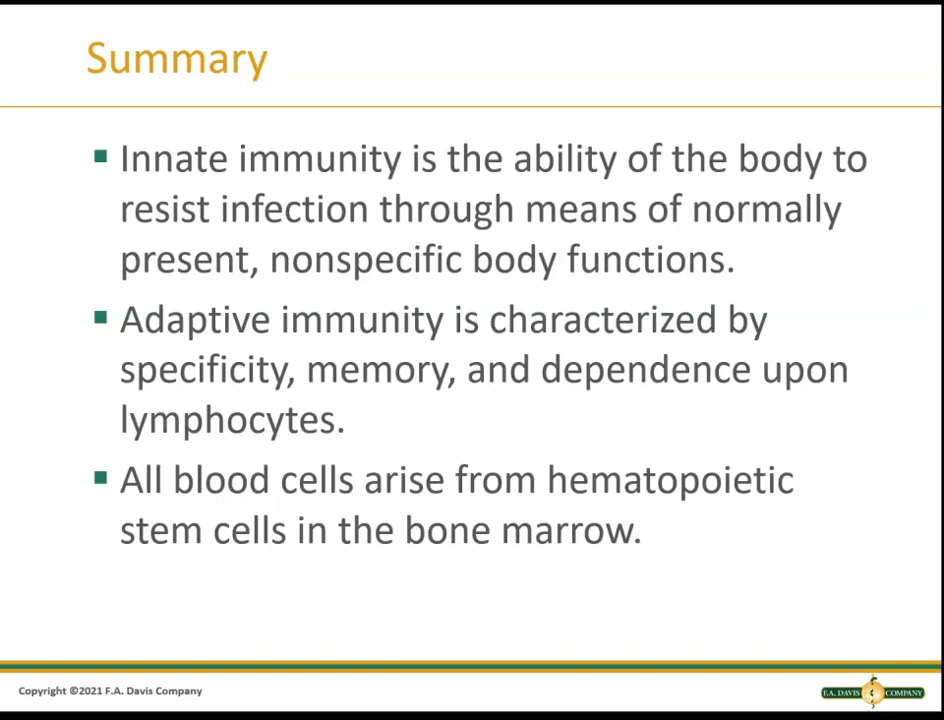 Summary
Innate immunity is the ability of the body to
resist infection through means of normally
present, nonspecific body functions.
Adaptive immunity is characterized by
specificity, memory, and dependence upon
lymphocytes.
All blood cells arise from hematopoietic
stem cells in the bone marrow.
Copyright ©2021 F.A. Davis Company
F.A. DAVIS COMPANY